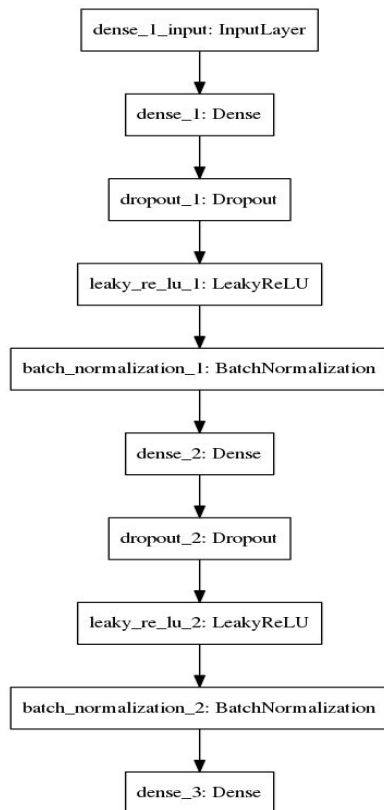 dense_1_input: InputLayer
dense_1: Dense
dropout_1: Dropout
leaky_re_lu_1: LeakyReLU
batch_normalization_1: BatchNormalization
dense_2: Dense
dropout_2: Dropout
leaky_re_lu_2: LeakyReLU
batch_normalization_2: BatchNormalization
dense_3: Dense